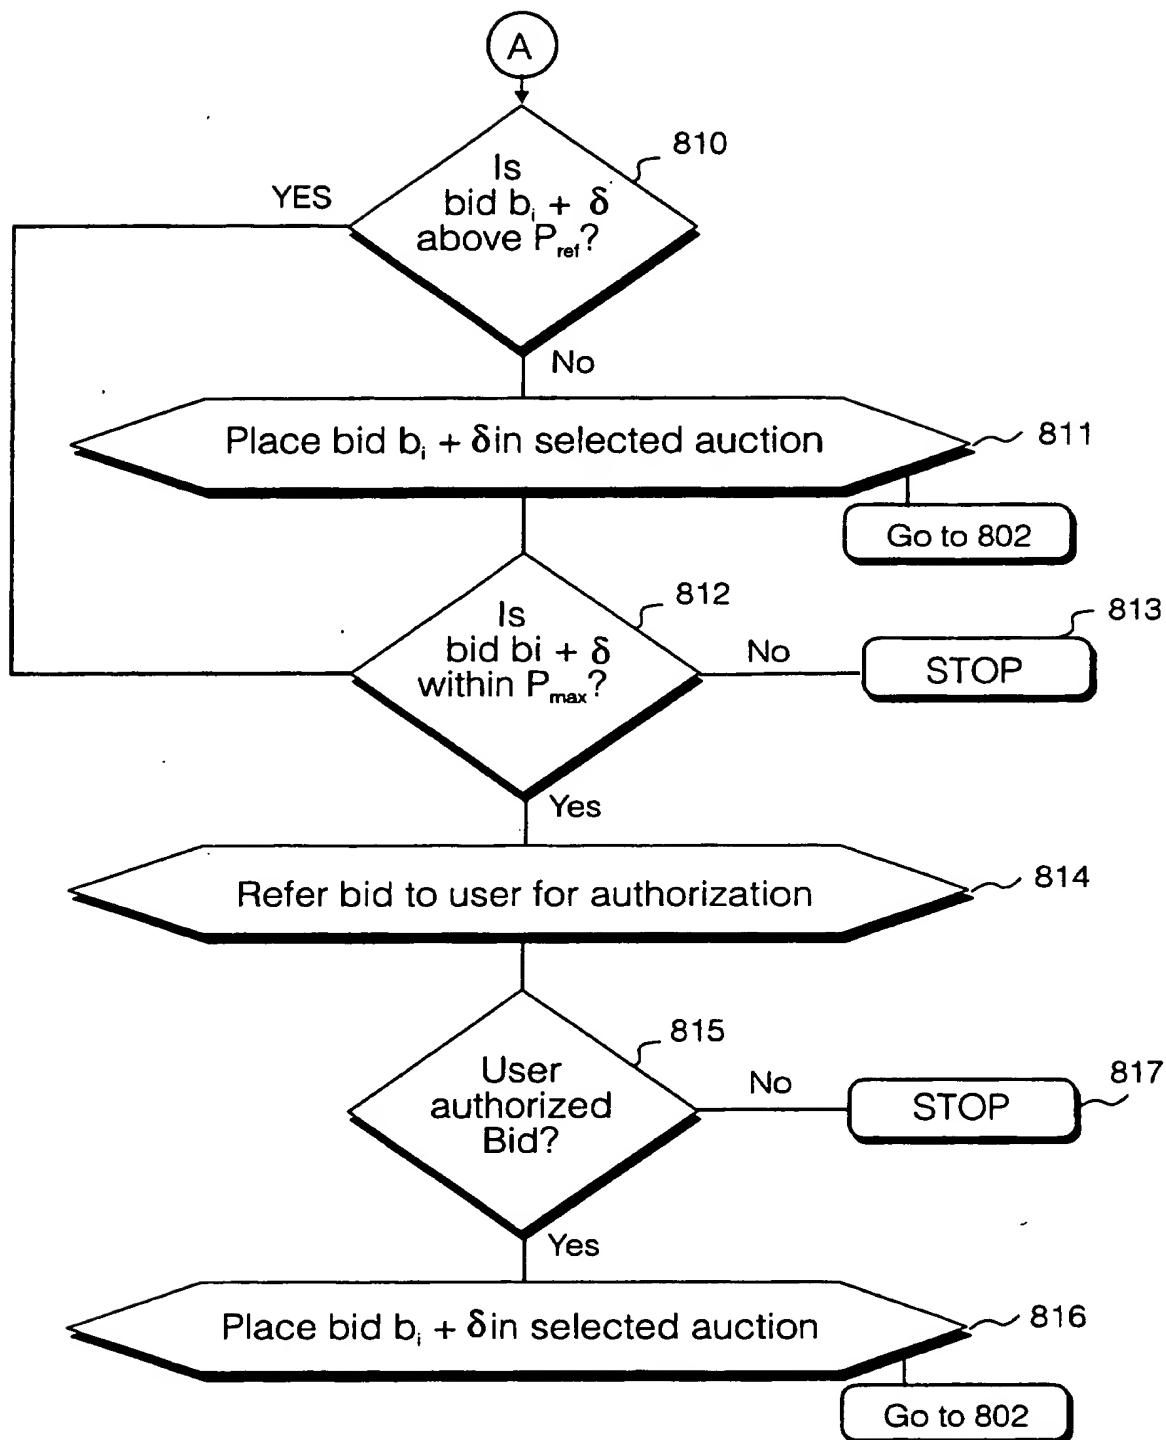 A
810
Is
bid bᵢ + δ
above P_ref?
YES
No
Place bid bᵢ + δ in selected auction
811
Go to 802
812
Is
bid bi + δ
within P_max?
No
813
STOP
Yes
Refer bid to user for authorization
814
815
User
authorized
Bid?
No
817
STOP
Yes
Place bid bᵢ + δ in selected auction
816
Go to 802